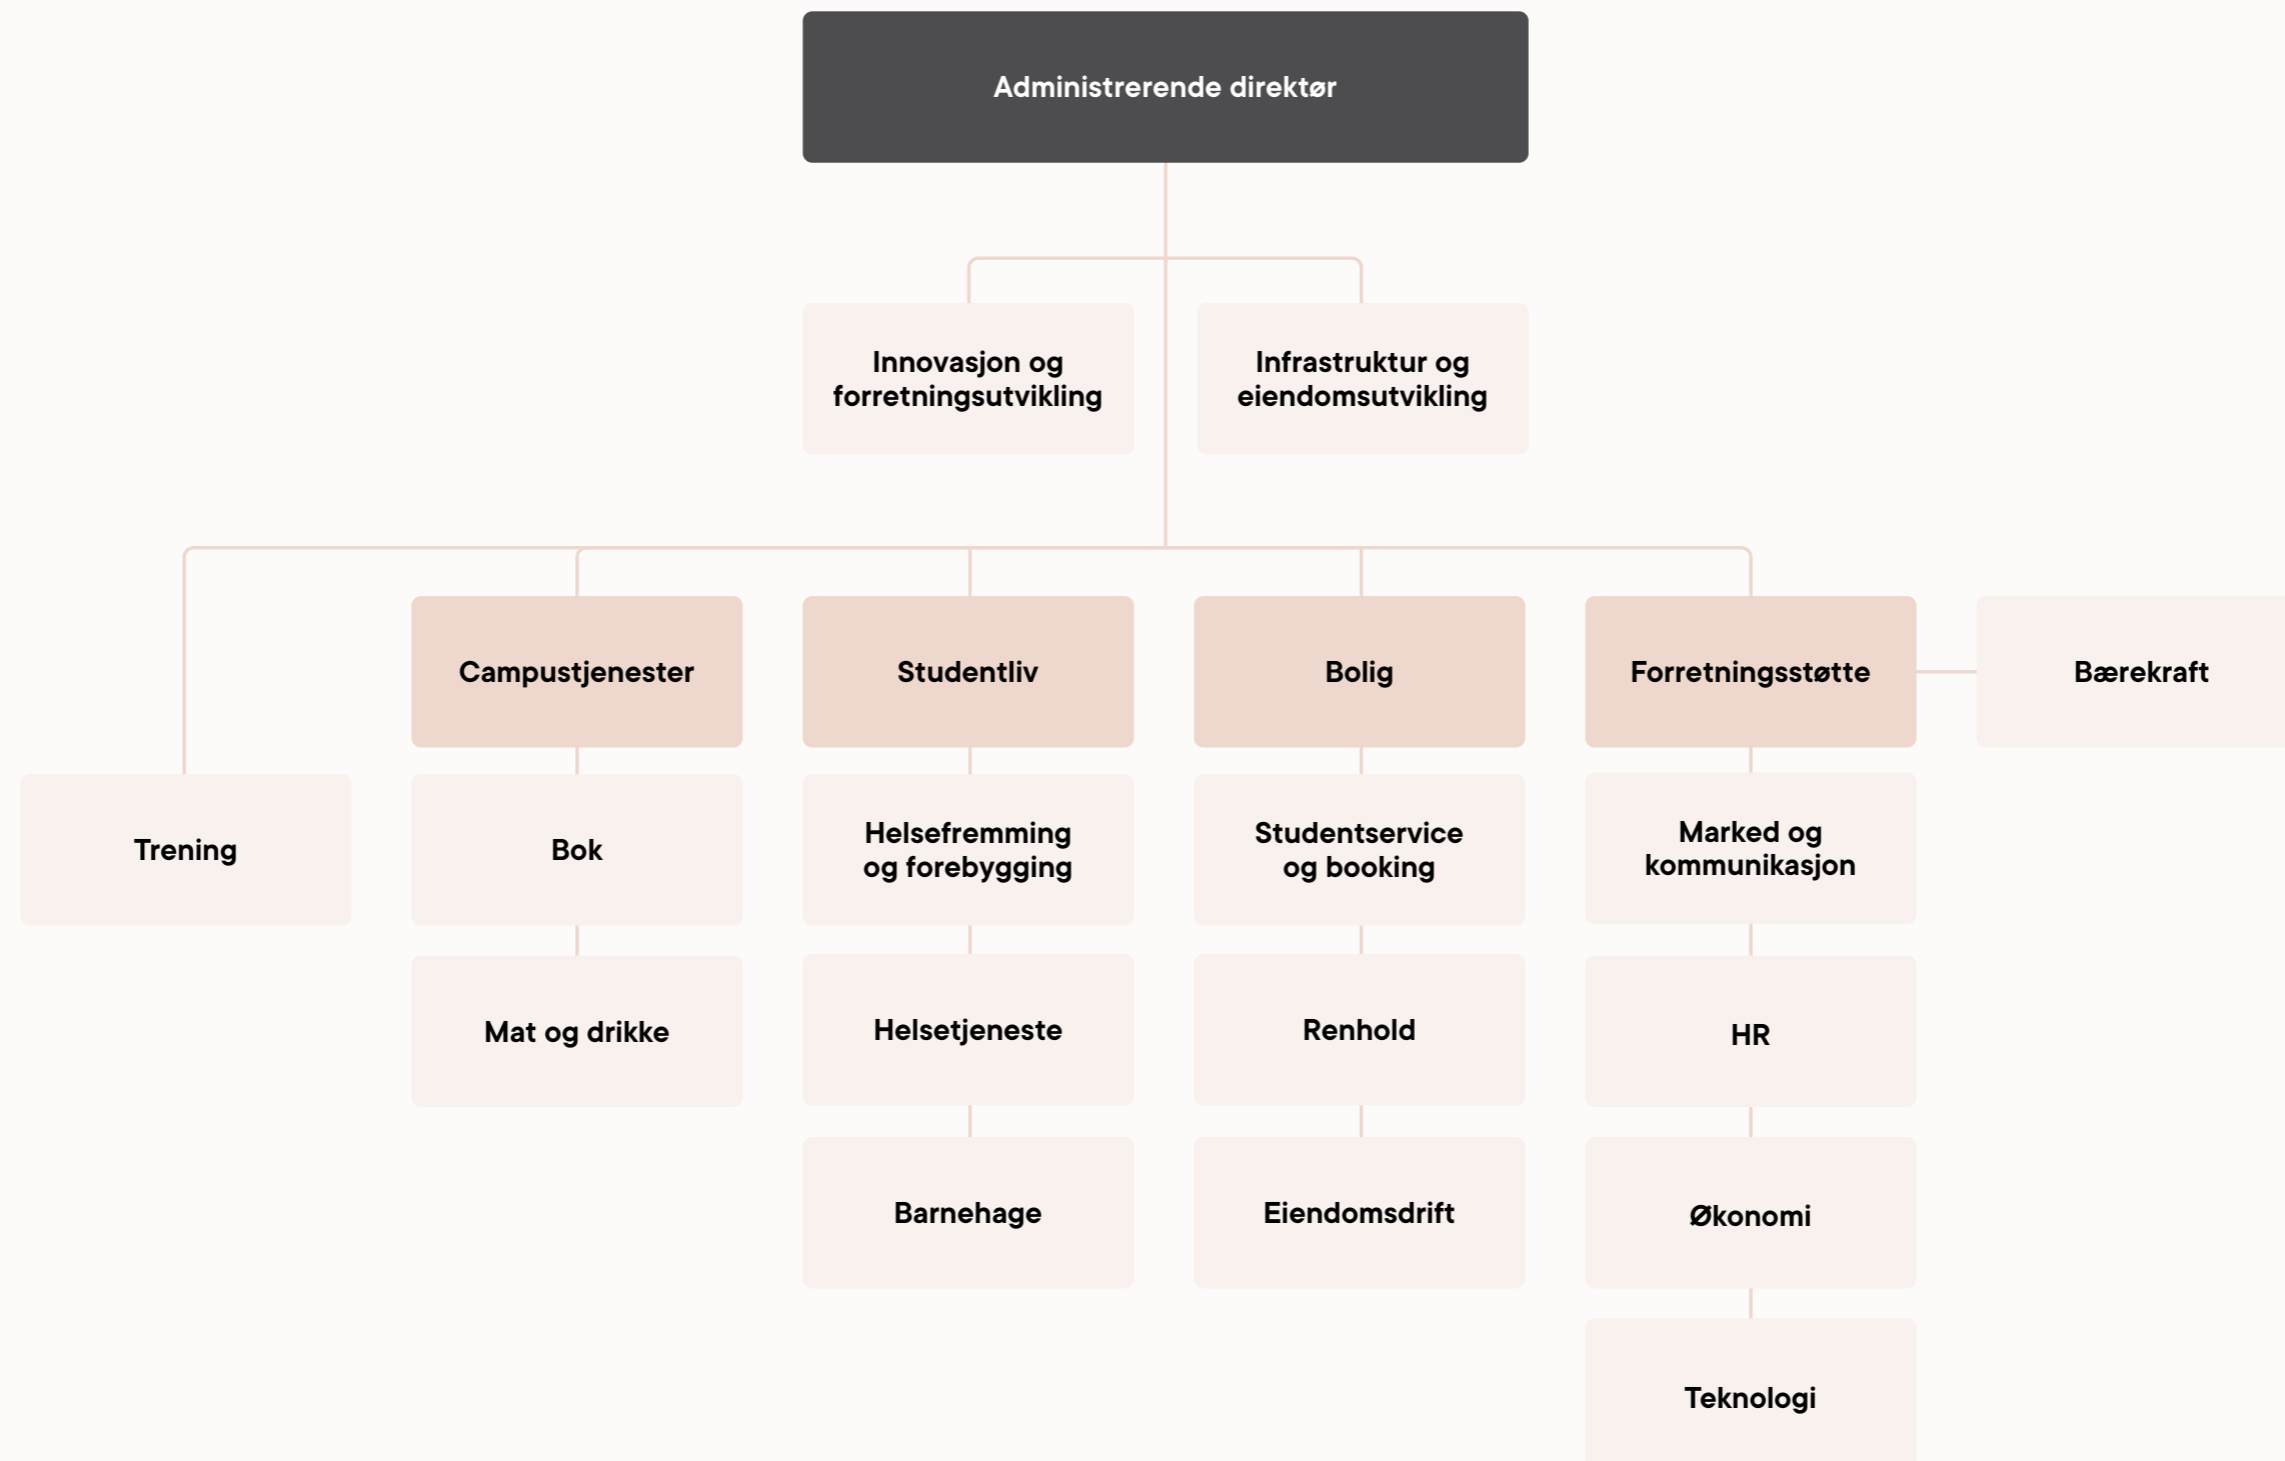 Administrerende direktør
Innovasjon og
forretningsutvikling
Infrastruktur og
eiendomsutvikling
Campustjenester
Studentliv
Bolig
Forretningsstøtte
Bærekraft
Trening
Bok
Helsefremming
og forebygging
Studentservice
og booking
Marked og
kommunikasjon
Mat og drikke
Helsetjeneste
Renhold
HR
Barnehage
Eiendomsdrift
Økonomi
Teknologi